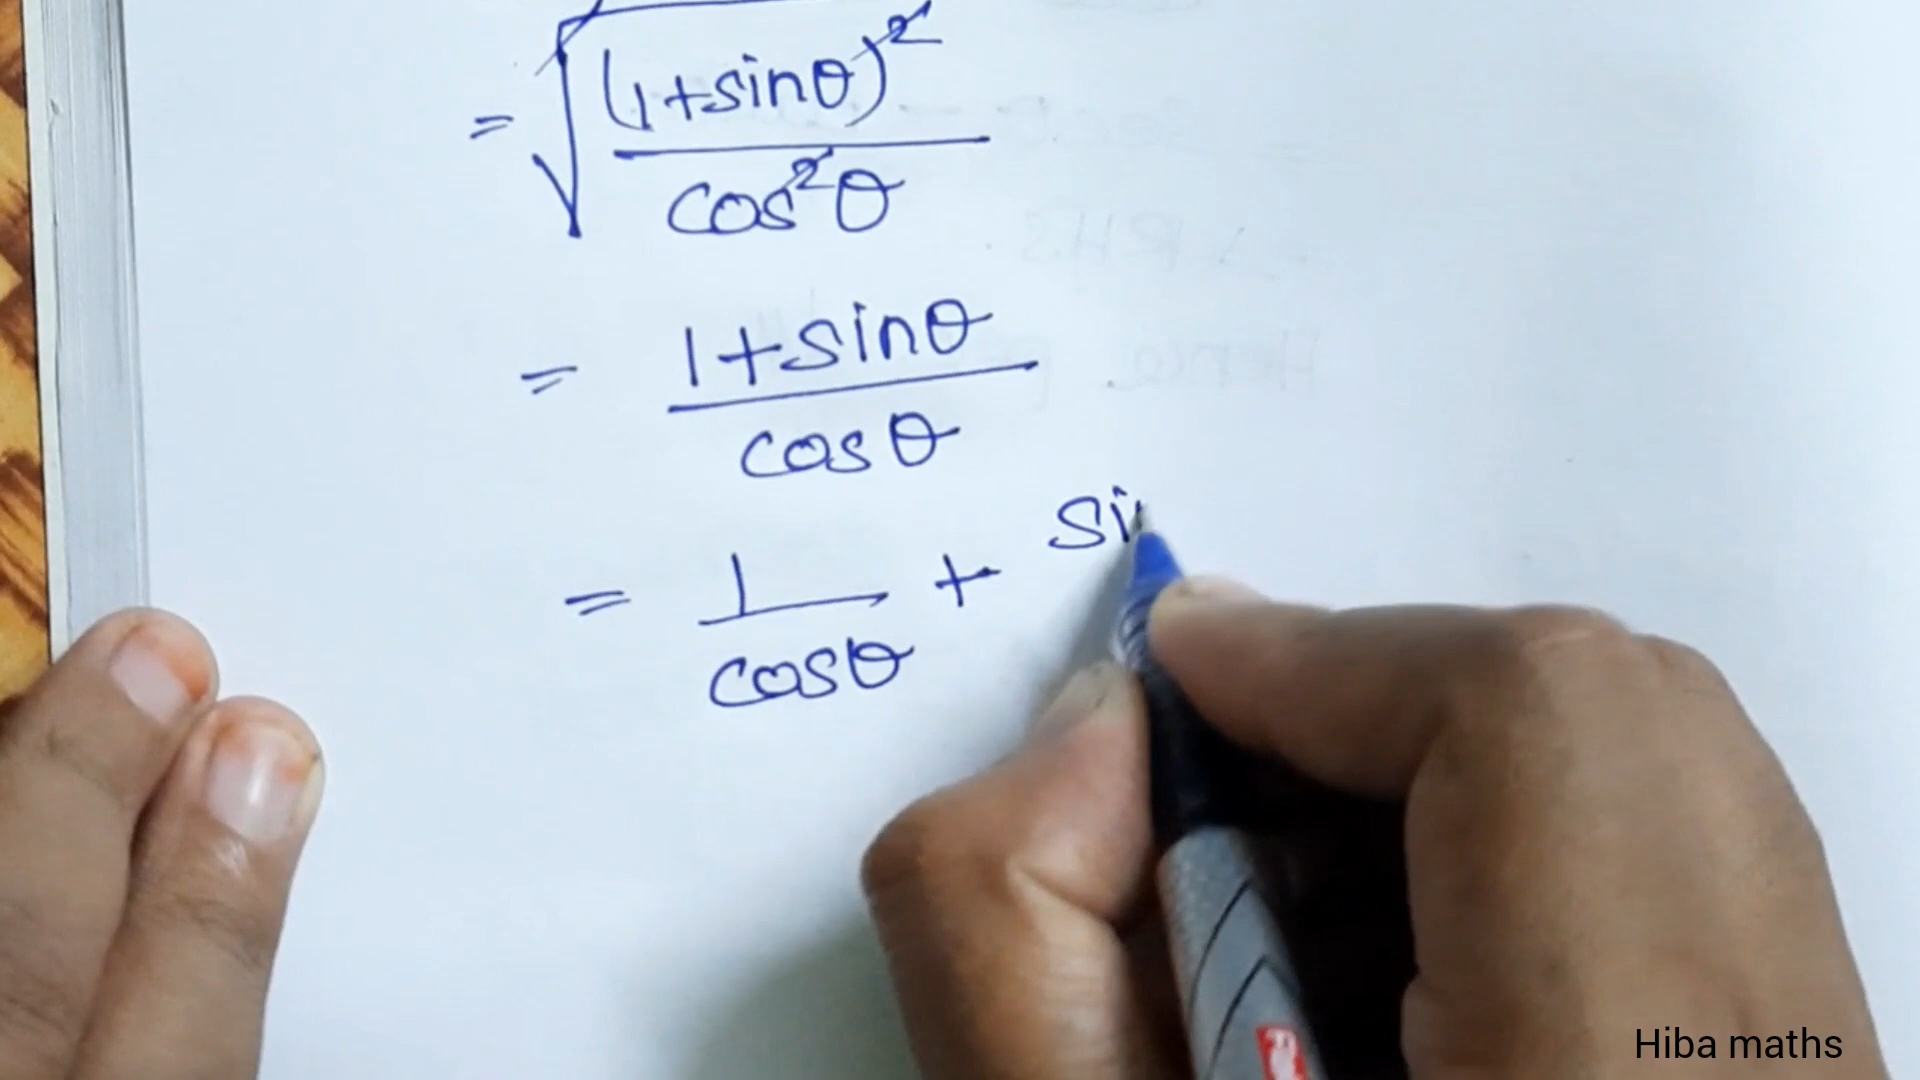 = √((1+sinθ)² / cos²θ)
= 1+sinθ / cosθ
= 1 / cosθ + si
Hiba maths